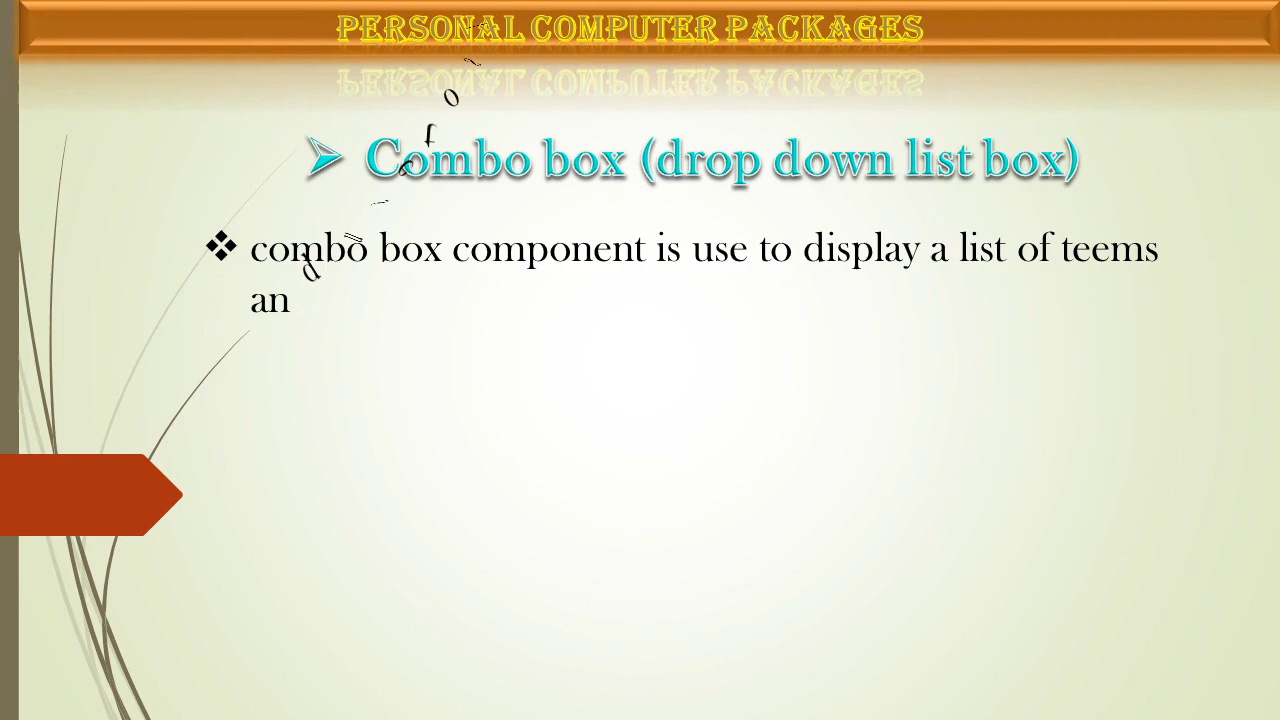 PERSONAL COMPUTER PACKAGES
➢ Combo box (drop down list box)
❖ combo box component is use to display a list of teems
an